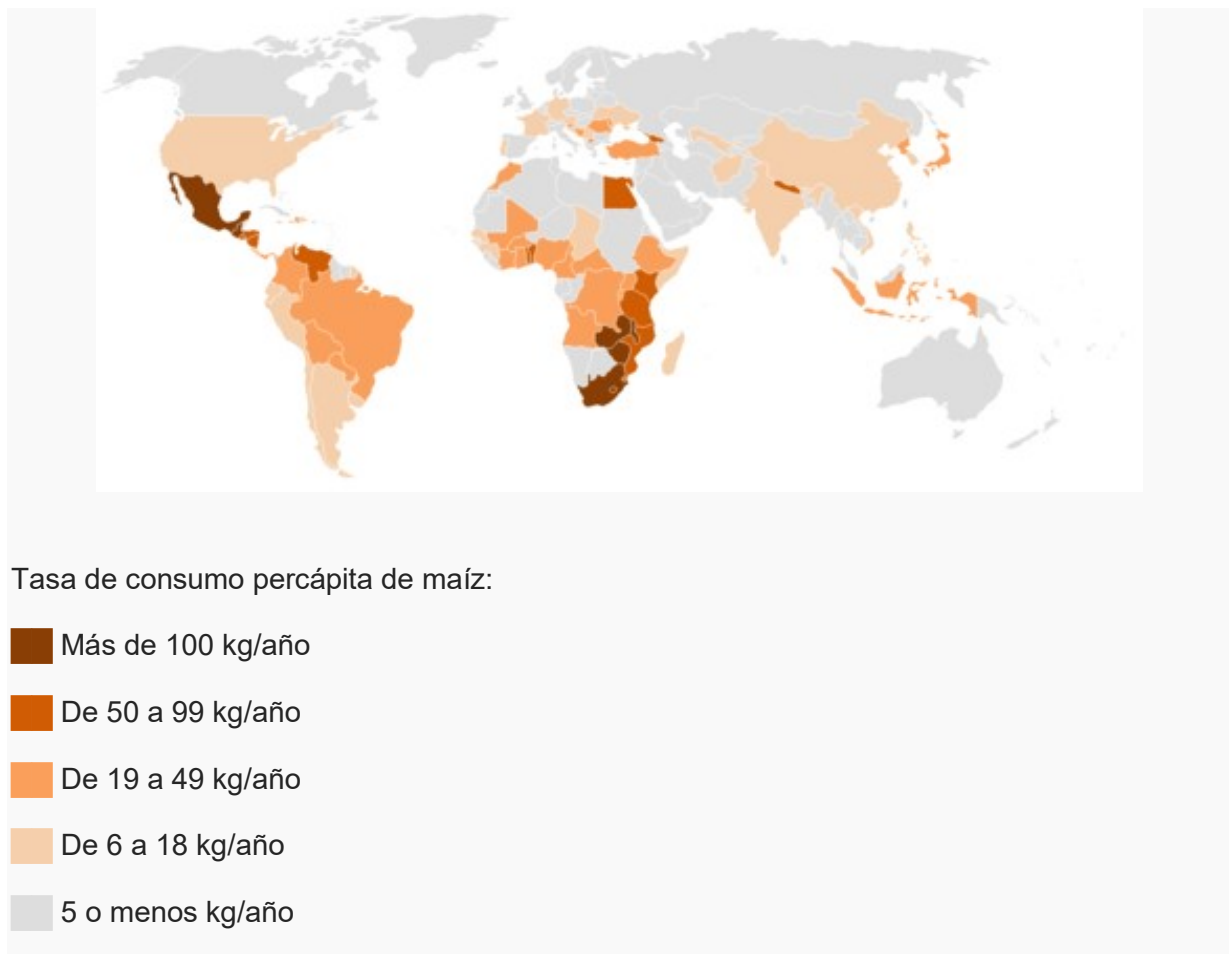 Tasa de consumo percápita de maíz:
Más de 100 kg/año
De 50 a 99 kg/año
De 19 a 49 kg/año
De 6 a 18 kg/año
5 o menos kg/año